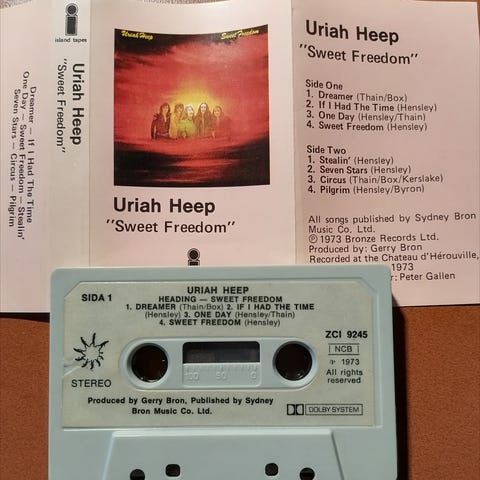 island tapes
Uriah Heep
"Sweet Freedom"
Dreamer — If I Had The Time
One Day — Sweet Freedom — Stealin'
Seven Stars — Circus — Pilgrim
Uriah Heep
Sweet Freedom
Uriah Heep
"Sweet Freedom"
Uriah Heep
"Sweet Freedom"
Side One
1. Dreamer (Thain/Box)
2. If I Had The Time (Hensley)
3. One Day (Hensley/Thain)
4. Sweet Freedom (Hensley)
Side Two
1. Stealin' (Hensley)
2. Seven Stars (Hensley)
3. Circus (Thain/Box/Kerslake)
4. Pilgrim (Hensley/Byron)
All songs published by Sydney Bron
Music Co. Ltd.
℗ 1973 Bronze Records Ltd.
Produced by: Gerry Bron
Recorded at the Chateau d'Hérouville,
1973
: Peter Gallen
URIAH HEEP
SIDA 1
HEADING — SWEET FREEDOM
1. DREAMER (Thain/Box) 2. IF I HAD THE TIME
(Hensley) 3. ONE DAY (Hensley/Thain)
4. SWEET FREEDOM (Hensley)
ZCI 9245
NCB
℗ 1973
All rights
reserved
STEREO
100 50 0
Produced by Gerry Bron, Published by Sydney
Bron Music Co. Ltd.
DOLBY SYSTEM